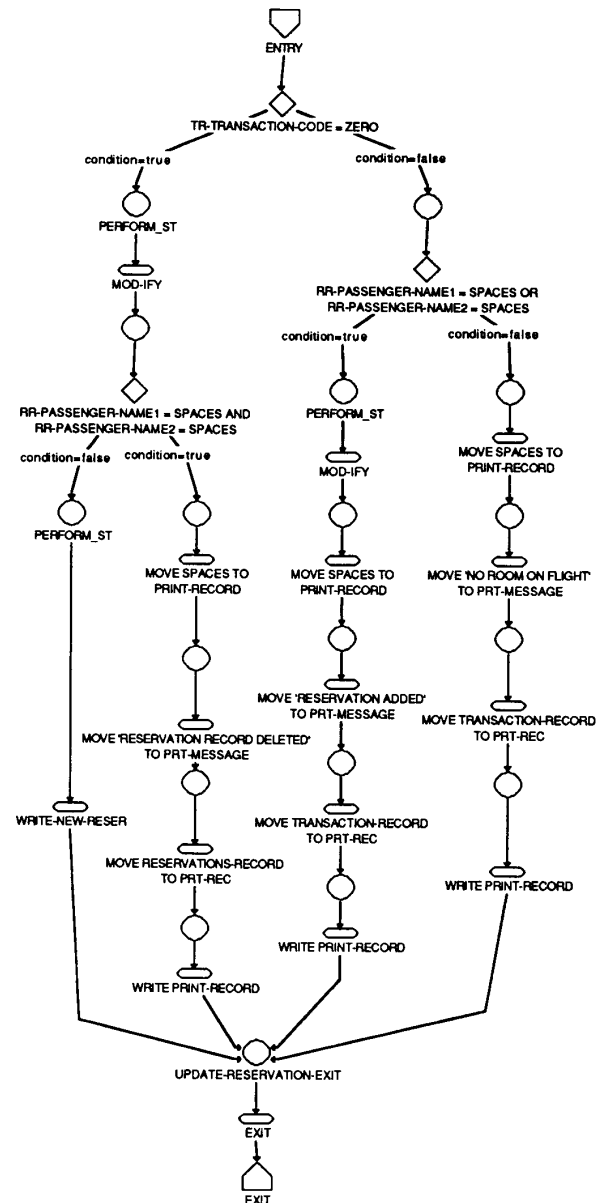 ENTRY
TR-TRANSACTION-CODE = ZERO
condition=true
condition=false
PERFORM_ST
MOD-IFY
RR-PASSENGER-NAME1 = SPACES OR
RR-PASSENGER-NAME2 = SPACES
condition=true
condition=false
RR-PASSENGER-NAME1 = SPACES AND
RR-PASSENGER-NAME2 = SPACES
condition=false
condition=true
PERFORM_ST
MOD-IFY
MOVE SPACES TO
PRINT-RECORD
PERFORM_ST
MOVE SPACES TO
PRINT-RECORD
MOVE SPACES TO
PRINT-RECORD
MOVE 'NO ROOM ON FLIGHT'
TO PRT-MESSAGE
MOVE 'RESERVATION RECORD DELETED'
TO PRT-MESSAGE
MOVE 'RESERVATION ADDED'
TO PRT-MESSAGE
MOVE TRANSACTION-RECORD
TO PRT-REC
WRITE-NEW-RESER
MOVE RESERVATIONS-RECORD
TO PRT-REC
MOVE TRANSACTION-RECORD
TO PRT-REC
WRITE PRINT-RECORD
WRITE PRINT-RECORD
WRITE PRINT-RECORD
UPDATE-RESERVATION-EXIT
EXIT
EXIT